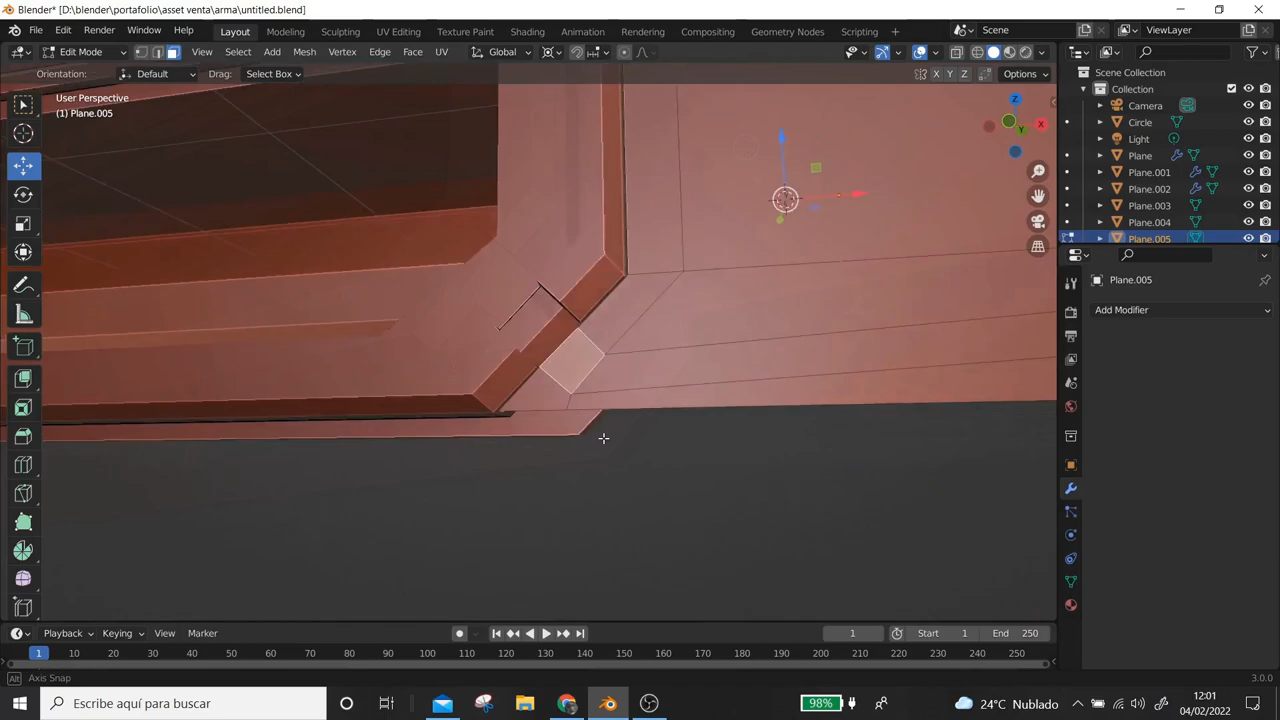 Blender* [D:\blender\portafolio\asset venta\arma\untitled.blend]
File Edit Render Window Help Layout Modeling Sculpting UV Editing Texture Paint Shading Animation Rendering Compositing Geometry Nodes Scripting + Scene ViewLayer
Edit Mode View Select Add Mesh Vertex Edge Face UV Global
Orientation: Default Drag: Select Box X Y Z Options
User Perspective
(1) Plane.005
Z
X
Y
Scene Collection
Collection
Camera
Circle
Light
Plane
Plane.001
Plane.002
Plane.003
Plane.004
Plane.005
Plane.005
Add Modifier
Playback Keying View Marker 1 Start 1 End 250
1 10 20 30 40 50 60 70 80 90 100 110 120 130 140 150 160 170 180 190 200 210 220 230 240 250
Alt Axis Snap 3.0.0
Escribe aquí para buscar 98% 24°C Nublado 12:01
04/02/2022